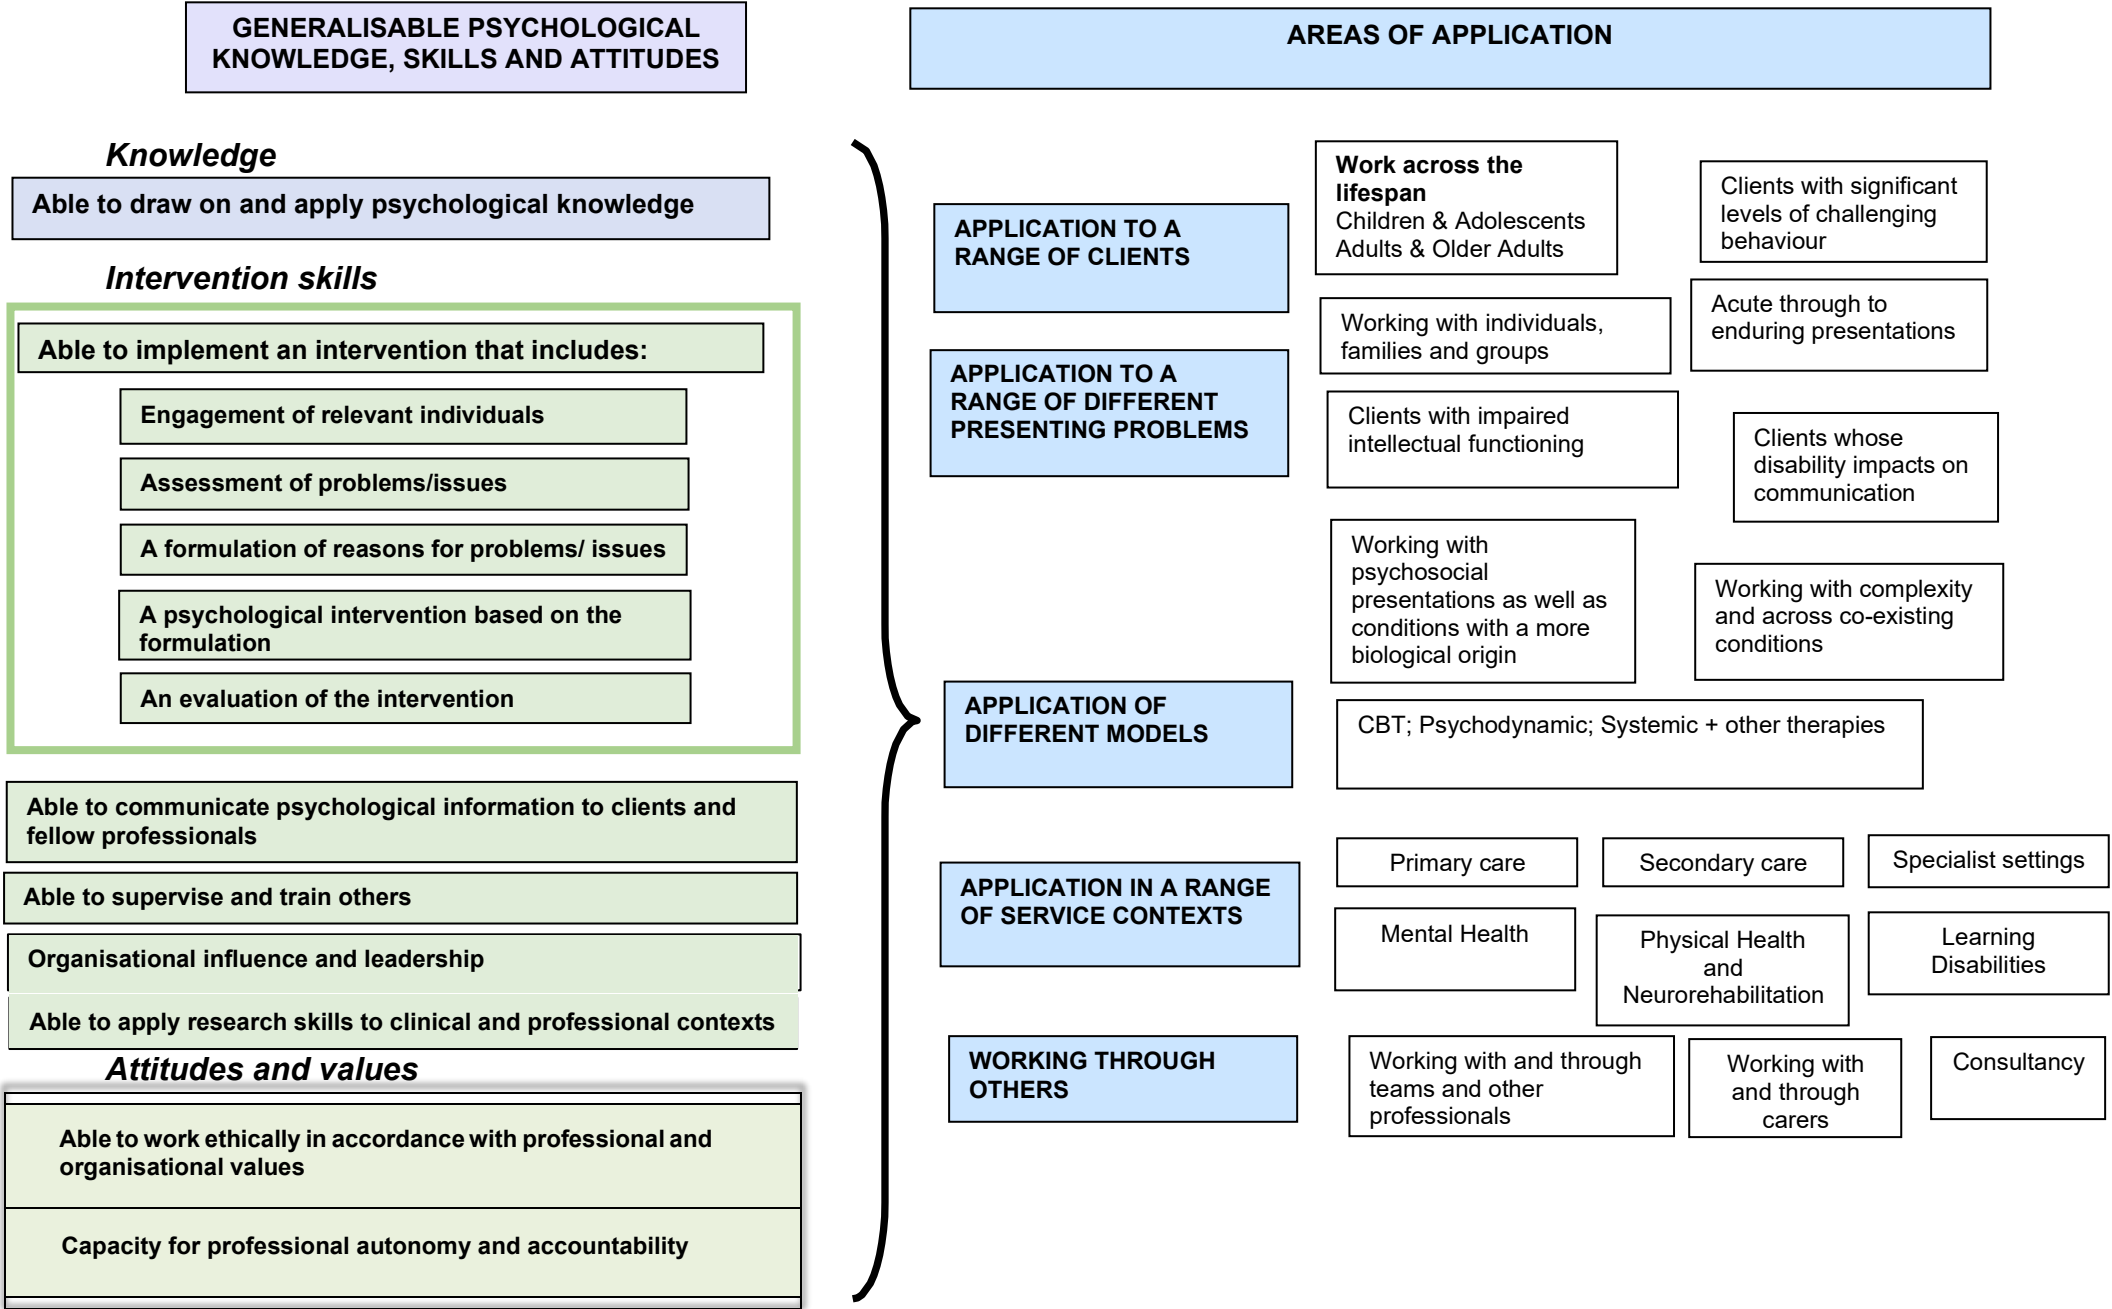 GENERALISABLE PSYCHOLOGICAL
KNOWLEDGE, SKILLS AND ATTITUDES
AREAS OF APPLICATION
Knowledge
Able to draw on and apply psychological knowledge
Intervention skills
Able to implement an intervention that includes:
Engagement of relevant individuals
Assessment of problems/issues
A formulation of reasons for problems/ issues
A psychological intervention based on the
formulation
An evaluation of the intervention
Able to communicate psychological information to clients and
fellow professionals
Able to supervise and train others
Organisational influence and leadership
Able to apply research skills to clinical and professional contexts
Attitudes and values
Able to work ethically in accordance with professional and
organisational values
Capacity for professional autonomy and accountability
APPLICATION TO A
RANGE OF CLIENTS
Work across the
lifespan
Children & Adolescents
Adults & Older Adults
Clients with significant
levels of challenging
behaviour
Working with individuals,
families and groups
Acute through to
enduring presentations
APPLICATION TO A
RANGE OF DIFFERENT
PRESENTING PROBLEMS
Clients with impaired
intellectual functioning
Clients whose
disability impacts on
communication
Working with
psychosocial
presentations as well as
conditions with a more
biological origin
Working with complexity
and across co-existing
conditions
APPLICATION OF
DIFFERENT MODELS
CBT; Psychodynamic; Systemic + other therapies
APPLICATION IN A RANGE
OF SERVICE CONTEXTS
Primary care
Secondary care
Specialist settings
Mental Health
Physical Health
and
Neurorehabilitation
Learning
Disabilities
WORKING THROUGH
OTHERS
Working with and through
teams and other
professionals
Working with
and through
carers
Consultancy